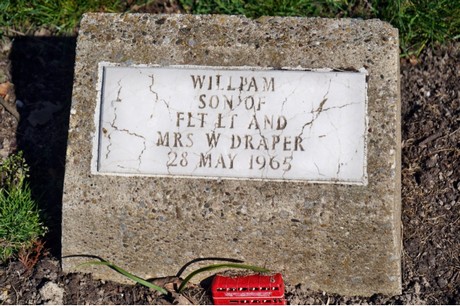 WILLIAM
SON OF
FLT LT AND
MRS W DRAPER
28 MAY 1965